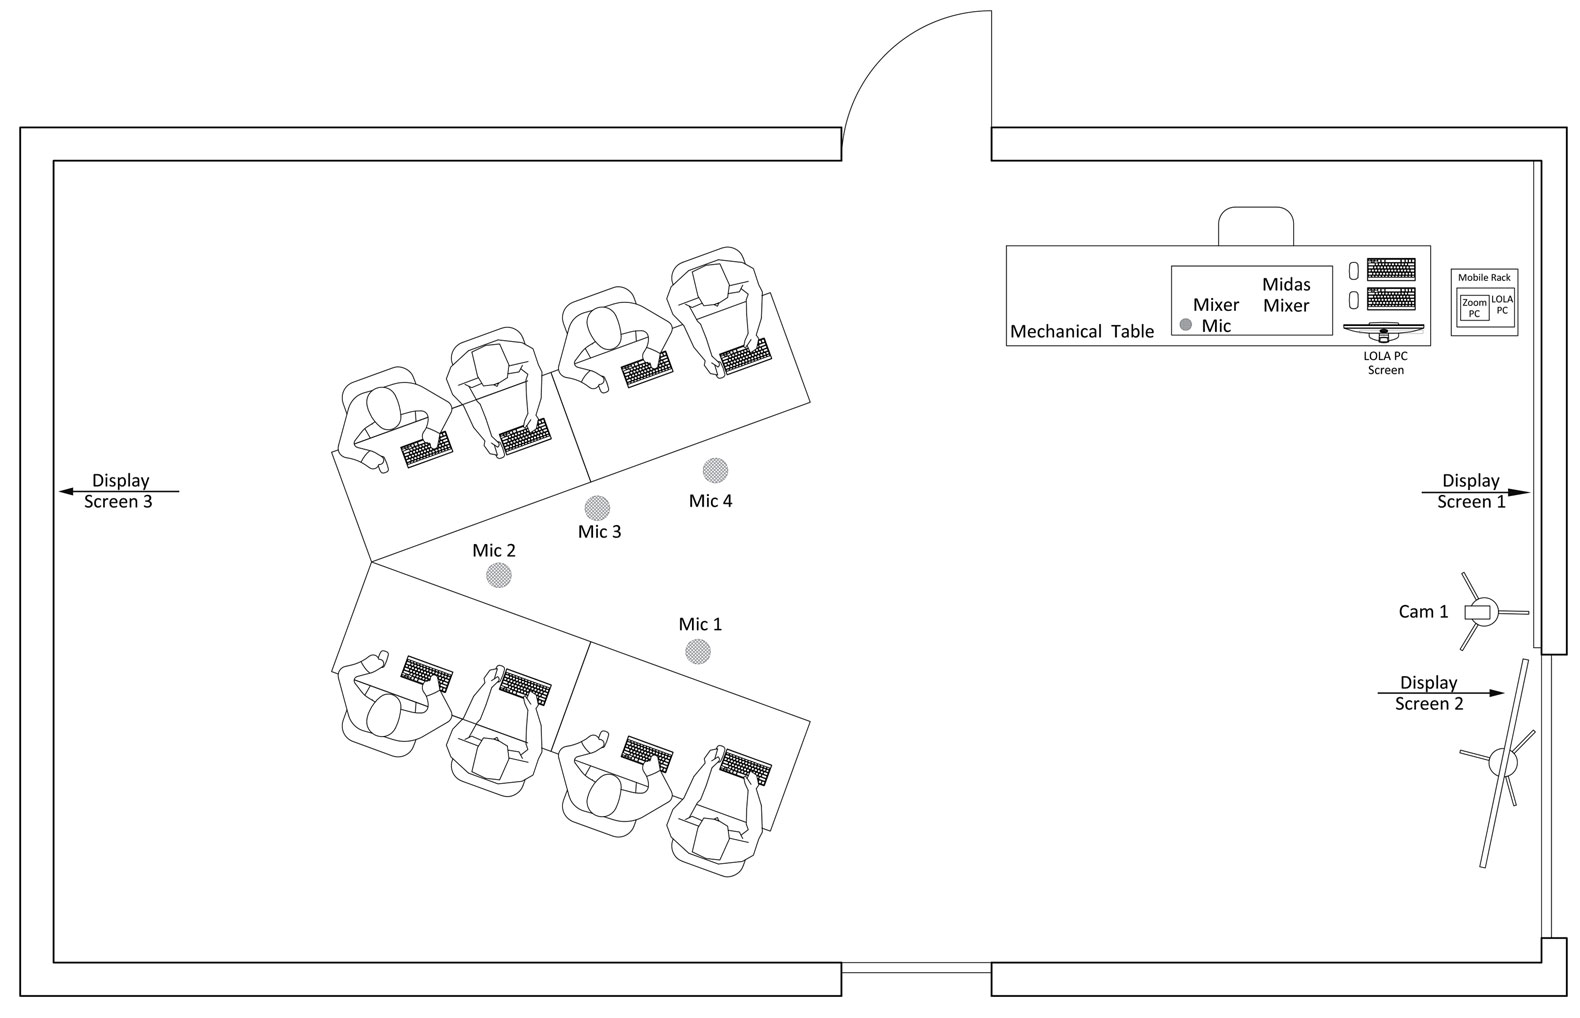 Mobile Rack
Zoom
PC
LOLA
PC
Midas
Mixer
Mixer
Mic
Mechanical Table
LOLA PC
Screen
Display
Screen 3
Mic 4
Mic 3
Mic 2
Mic 1
Display
Screen 1
Cam 1
Display
Screen 2